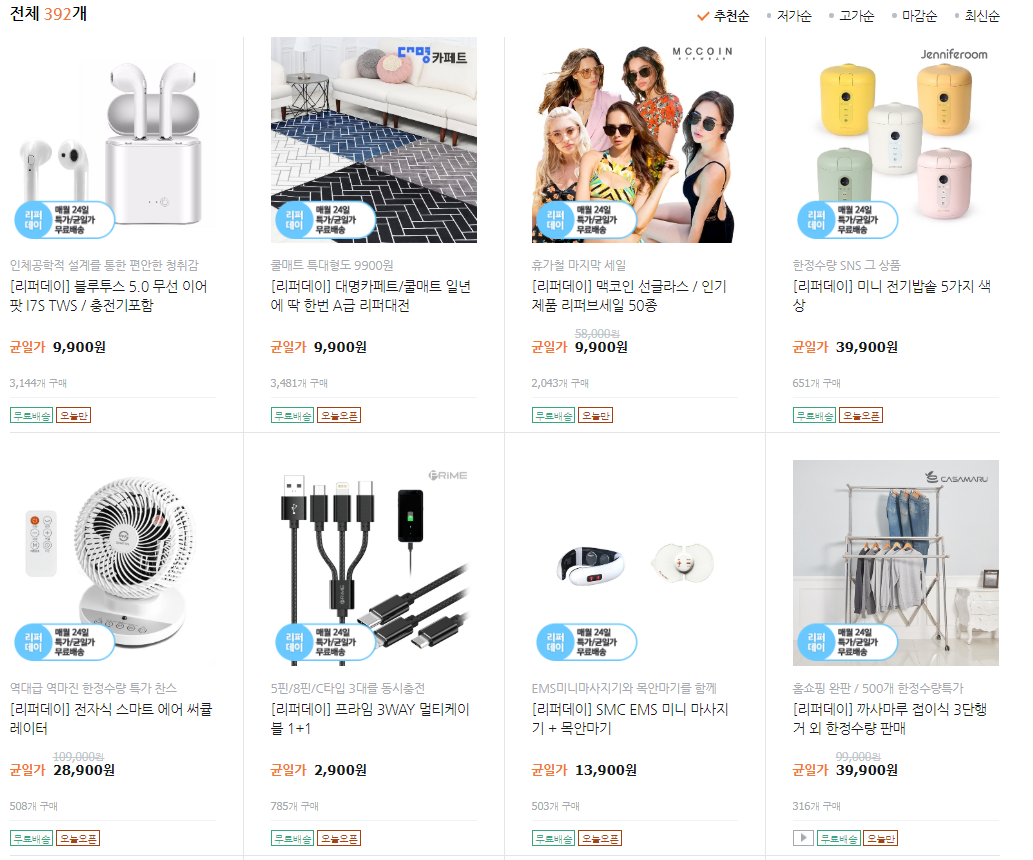 전체 392개
추천순
저가순
고가순
마감순
최신순
리퍼
데이
매월 24일
특가/균일가
무료배송
인체공학적 설계를 통한 편안한 청취감
[리퍼데이] 블루투스 5.0 무선 이어
팟 I7S TWS / 충전기포함
균일가 9,900원
3,144개 구매
무료배송 오늘만
대명카페트
리퍼
데이
매월 24일
특가/균일가
무료배송
쿨매트 특대형도 9900원
[리퍼데이] 대명카페트/쿨매트 일년
에 딱 한번 A급 리퍼대전
균일가 9,900원
3,481개 구매
무료배송 오늘오픈
MCCOIN
EYEWEAR
리퍼
데이
매월 24일
특가/균일가
무료배송
휴가철 마지막 세일
[리퍼데이] 맥코인 선글라스 / 인기
제품 리퍼브세일 50종
58,000원
균일가 9,900원
2,043개 구매
무료배송 오늘만
Jenniferoom
리퍼
데이
매월 24일
특가/균일가
무료배송
한정수량 SNS 그 상품
[리퍼데이] 미니 전기밥솥 5가지 색
상
균일가 39,900원
651개 구매
무료배송 오늘오픈
리퍼
데이
매월 24일
특가/균일가
무료배송
역대급 역마진 한정수량 특가 찬스
[리퍼데이] 전자식 스마트 에어 써큘
레이터
109,000원
균일가 28,900원
508개 구매
무료배송 오늘오픈
PRIME
PRIME
리퍼
데이
매월 24일
특가/균일가
무료배송
5핀/8핀/C타입 3대를 동시충전
[리퍼데이] 프라임 3WAY 멀티케이
블 1+1
균일가 2,900원
785개 구매
무료배송 오늘오픈
리퍼
데이
매월 24일
특가/균일가
무료배송
EMS미니마사지기와 목안마기를 함께
[리퍼데이] SMC EMS 미니 마사지
기 + 목안마기
균일가 13,900원
503개 구매
무료배송 오늘오픈
CASAMARU
리퍼
데이
매월 24일
특가/균일가
무료배송
홈쇼핑 완판 / 500개 한정수량특가
[리퍼데이] 까사마루 접이식 3단행
거 외 한정수량 판매
99,000원
균일가 39,900원
316개 구매
무료배송 오늘만